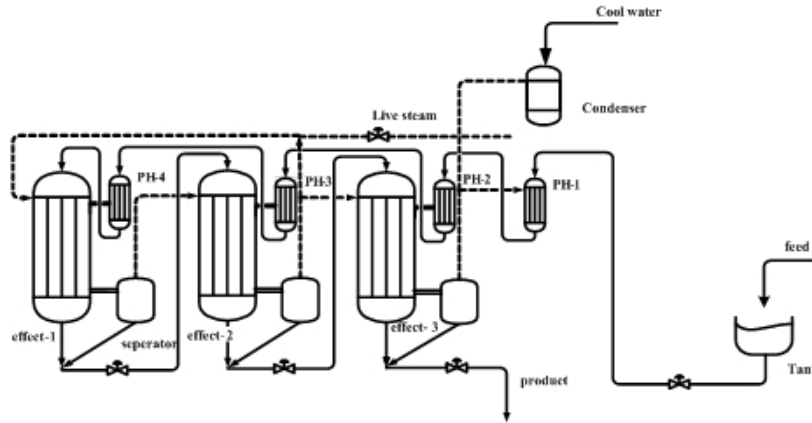 Cool water
Condenser
Live steam
PH-4
PH-3
PH-2
PH-1
feed
effect-1
seperator
effect-2
effect- 3
product
Tan